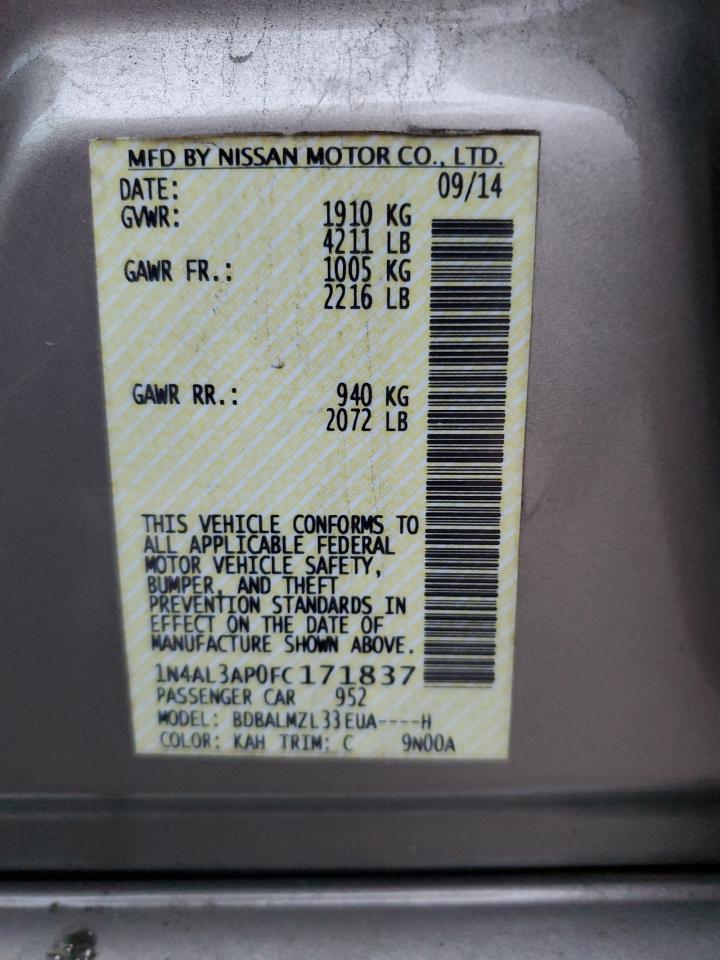 MFD BY NISSAN MOTOR CO., LTD.
DATE: 09/14
GVWR: 1910 KG
4211 LB
GAWR FR.: 1005 KG
2216 LB
GAWR RR.: 940 KG
2072 LB
THIS VEHICLE CONFORMS TO
ALL APPLICABLE FEDERAL
MOTOR VEHICLE SAFETY,
BUMPER, AND THEFT
PREVENTION STANDARDS IN
EFFECT ON THE DATE OF
MANUFACTURE SHOWN ABOVE.
1N4AL3AP0FC171837
PASSENGER CAR 952
MODEL: BDBALMZL33EUA----H
COLOR: KAH TRIM: C 9N00A